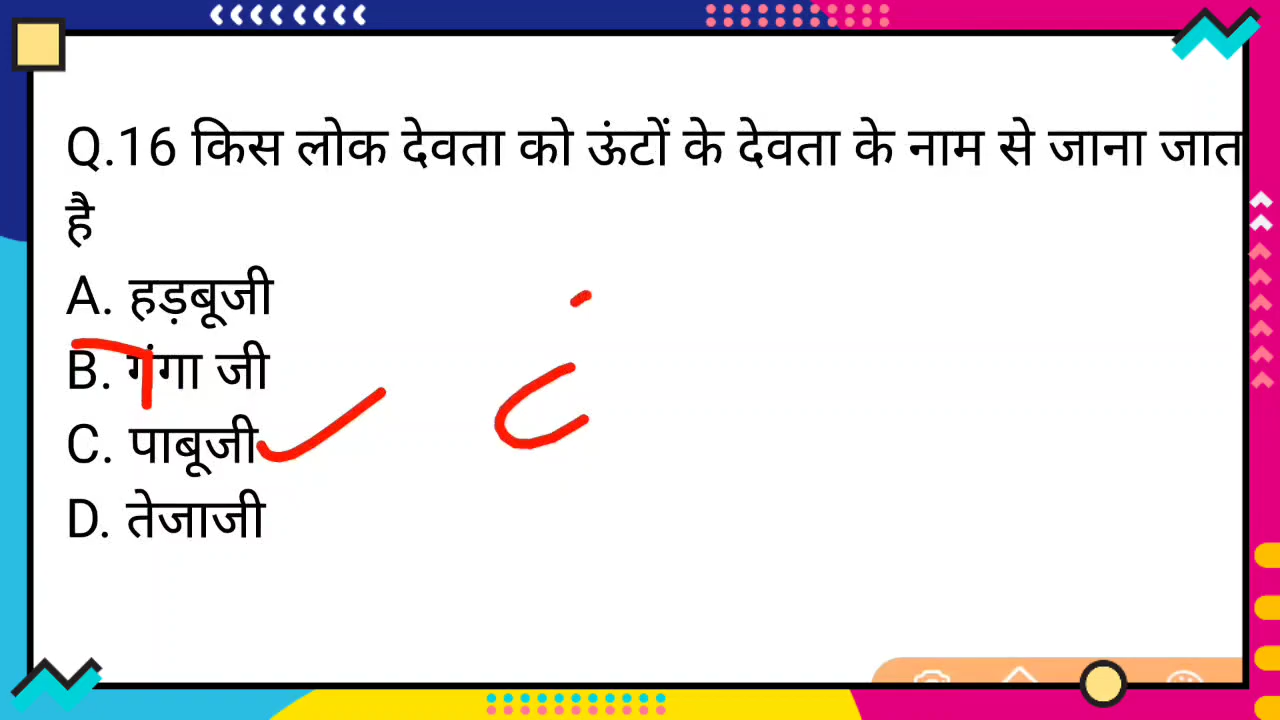 Q.16 किस लोक देवता को ऊंटों के देवता के नाम से जाना जात
है
A. हड़बूजी
B. गंगा जी
C. पाबूजी
D. तेजाजी